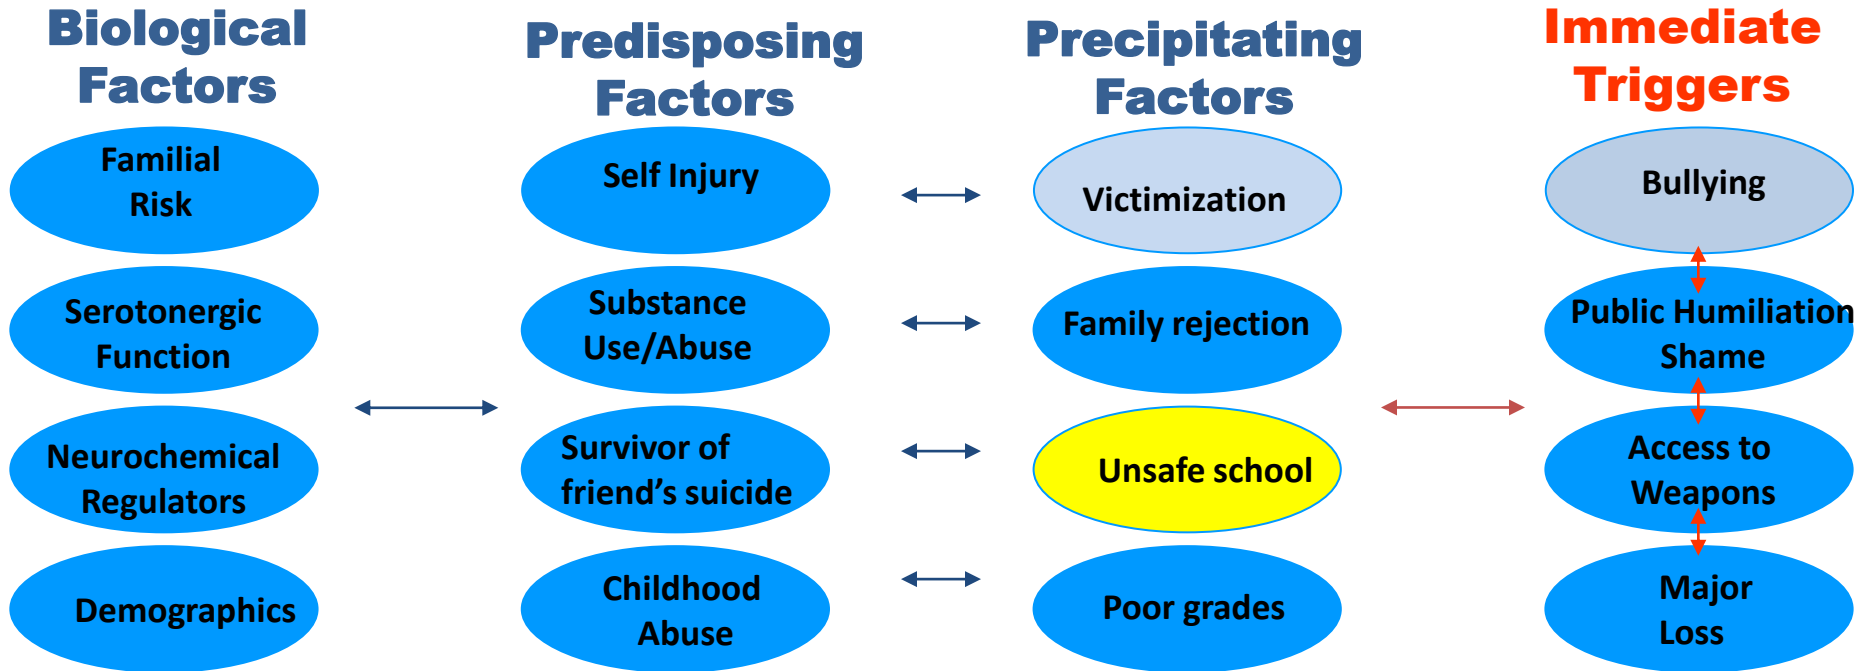 Biological
Factors
Predisposing
Factors
Precipitating
Factors
Immediate
Triggers
Familial
Risk
Self Injury
Victimization
Bullying
Serotonergic
Function
Substance
Use/Abuse
Family rejection
Public Humiliation
Shame
Neurochemical
Regulators
Survivor of
friend’s suicide
Unsafe school
Access to
Weapons
Demographics
Childhood
Abuse
Poor grades
Major
Loss